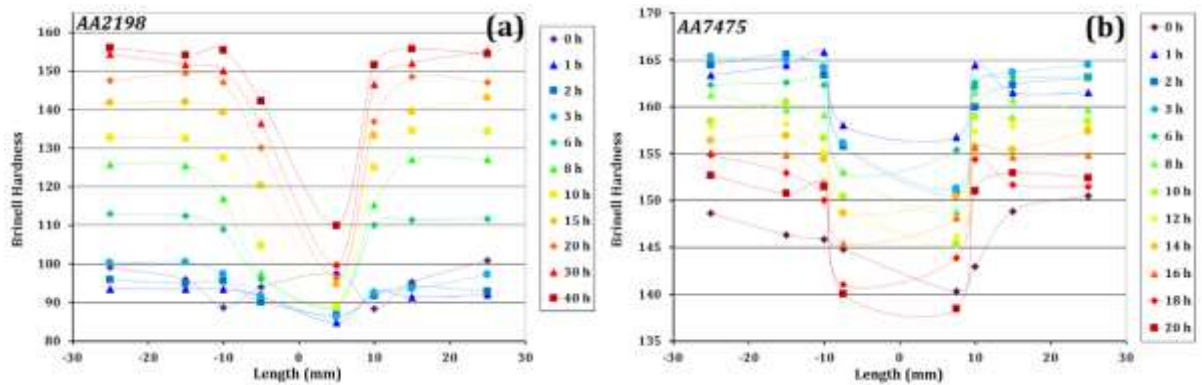 AA2198
(a)
160
150
140
130
120
110
100
90
80
-30 -20 -10 0 10 20 30
Brinell Hardness
Length (mm)
0 h
1 h
2 h
3 h
6 h
8 h
10 h
15 h
20 h
30 h
40 h
AA7475
(b)
170
165
160
155
150
145
140
135
-30 -20 -10 0 10 20 30
Brinell Hardness
Length (mm)
0 h
1 h
2 h
3 h
6 h
8 h
10 h
12 h
14 h
16 h
18 h
20 h